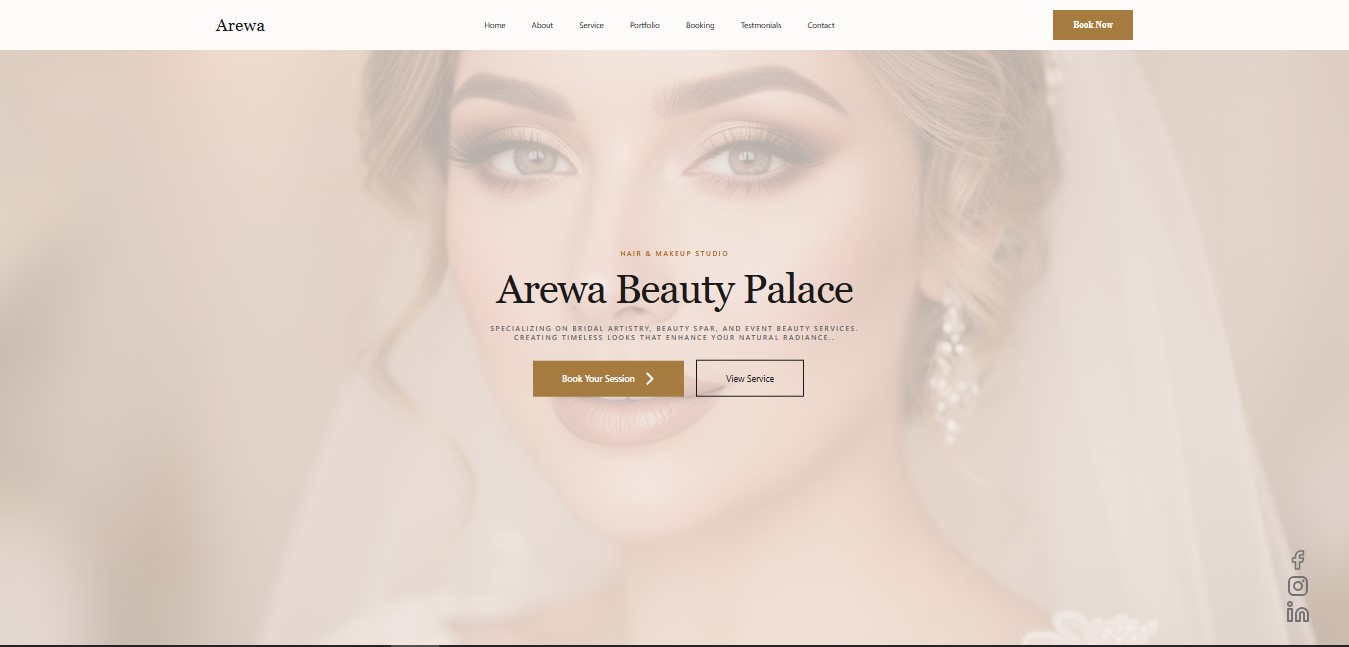 Arewa
Home About Service Portfolio Booking Testmonials Contact
Book Now
HAIR & MAKEUP STUDIO
Arewa Beauty Palace
SPECIALIZING ON BRIDAL ARTISTRY, BEAUTY SPAR, AND EVENT BEAUTY SERVICES.
CREATING TIMELESS LOOKS THAT ENHANCE YOUR NATURAL RADIANCE..
Book Your Session
View Service